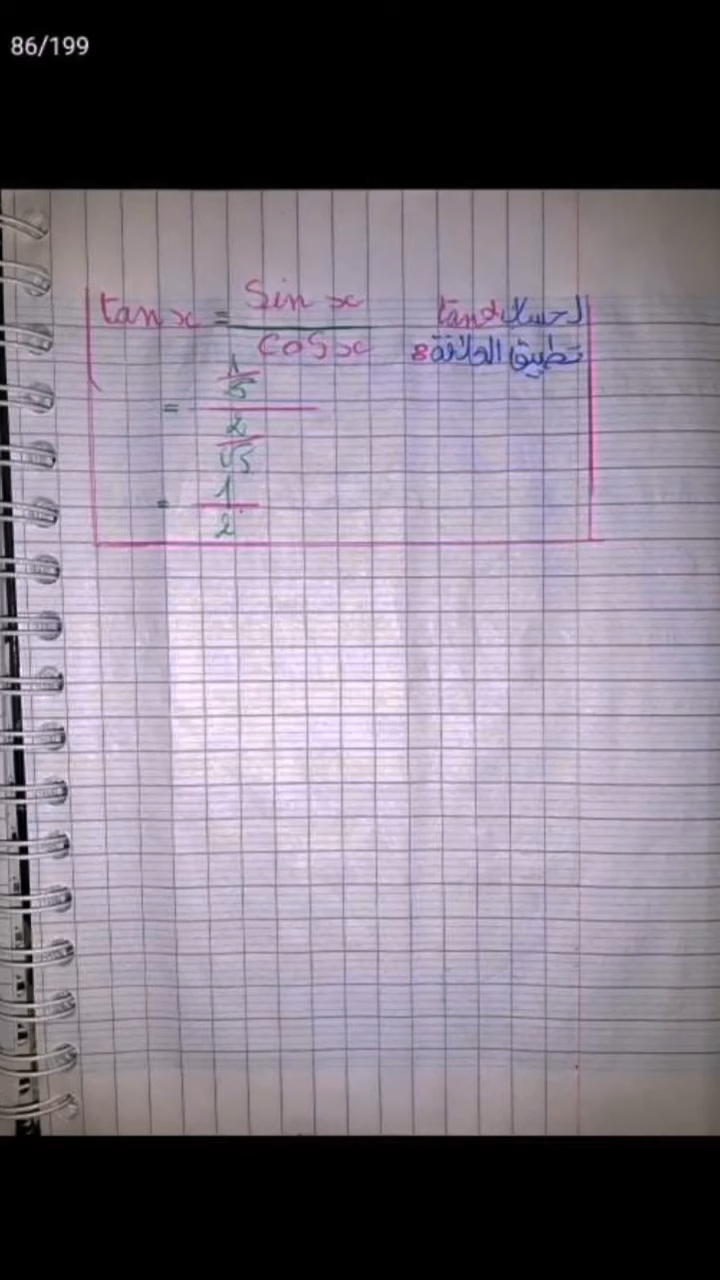 86/199
tan x = sin x / cos x
لحساب tan x
تطبيق العلاقة:
= 1/5 / 2/√5
= 1/2